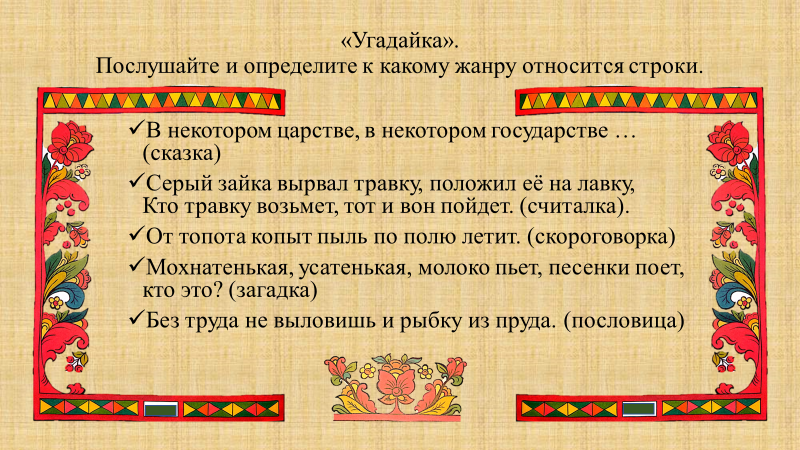 «Угадайка».
Послушайте и определите к какому жанру относится строки.
✓В некотором царстве, в некотором государстве …
(сказка)
✓Серый зайка вырвал травку, положил её на лавку,
Кто травку возьмет, тот и вон пойдет. (считалка).
✓От топота копыт пыль по полю летит. (скороговорка)
✓Мохнатенькая, усатенькая, молоко пьет, песенки поет,
кто это? (загадка)
✓Без труда не выловишь и рыбку из пруда. (пословица)